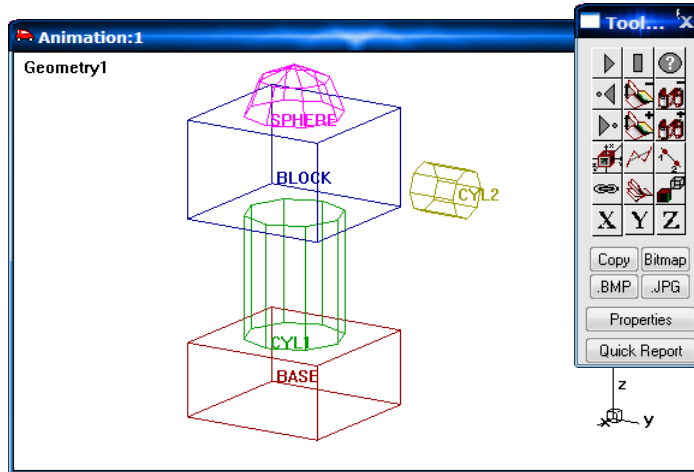 Animation:1
Tool...
Geometry1
SPHERE
BLOCK
CYL2
CYL1
BASE
X Y Z
Copy Bitmap
.BMP .JPG
Properties
Quick Report
z
x y